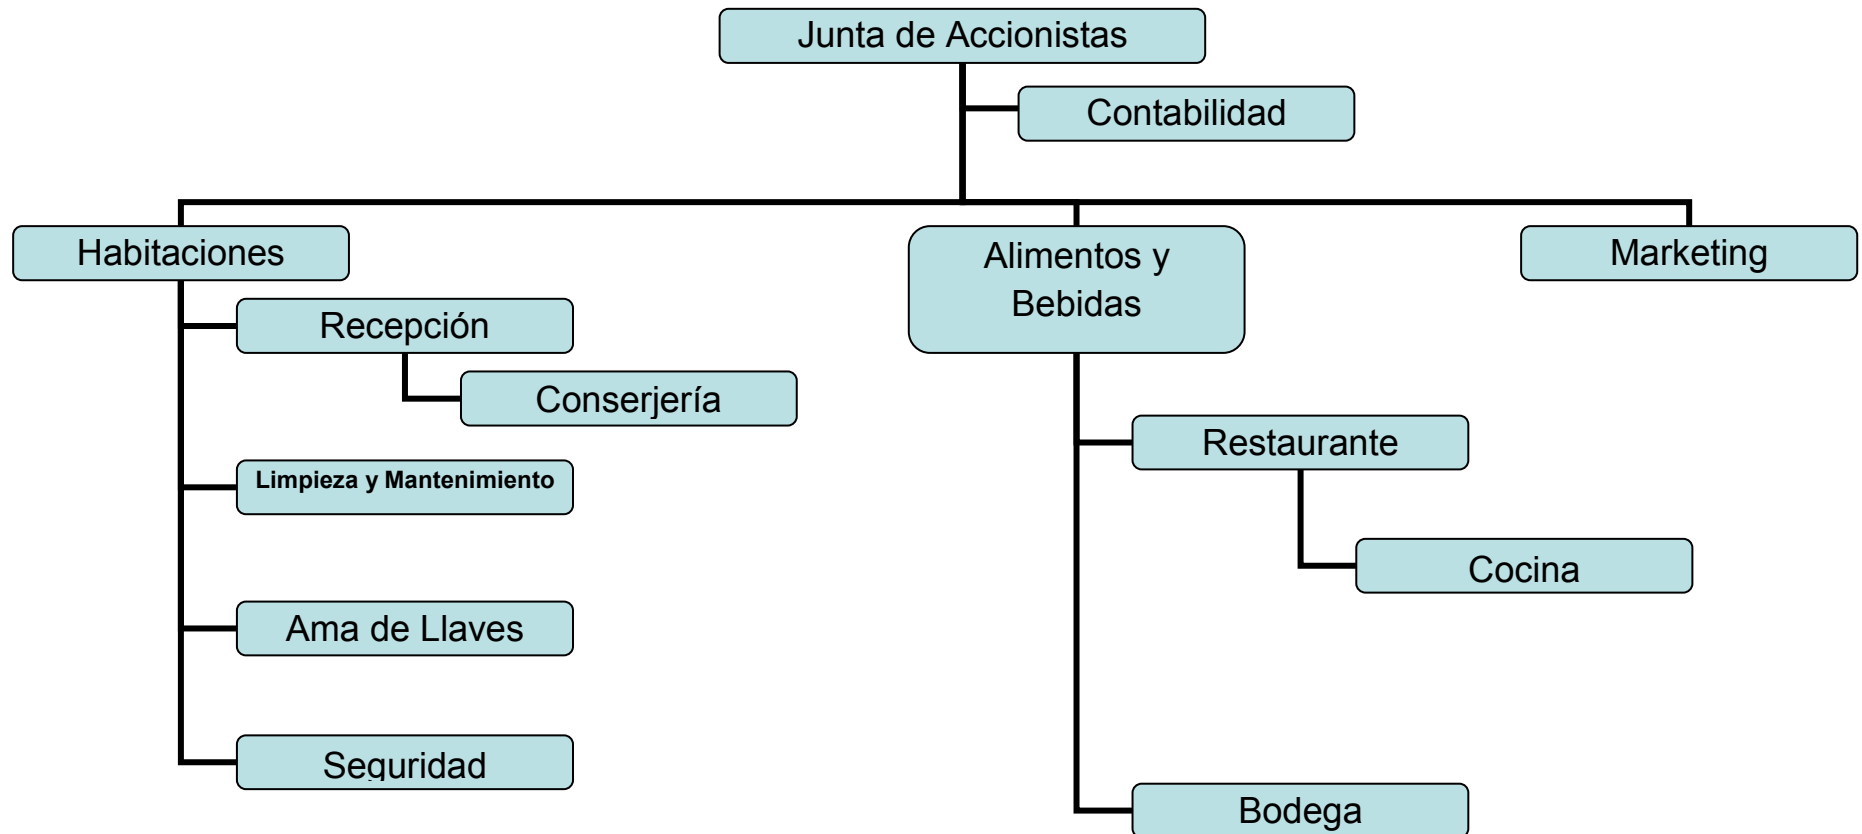 Junta de Accionistas
Contabilidad
Habitaciones
Alimentos y
Bebidas
Marketing
Recepción
Conserjería
Restaurante
Limpieza y Mantenimiento
Cocina
Ama de Llaves
Seguridad
Bodega